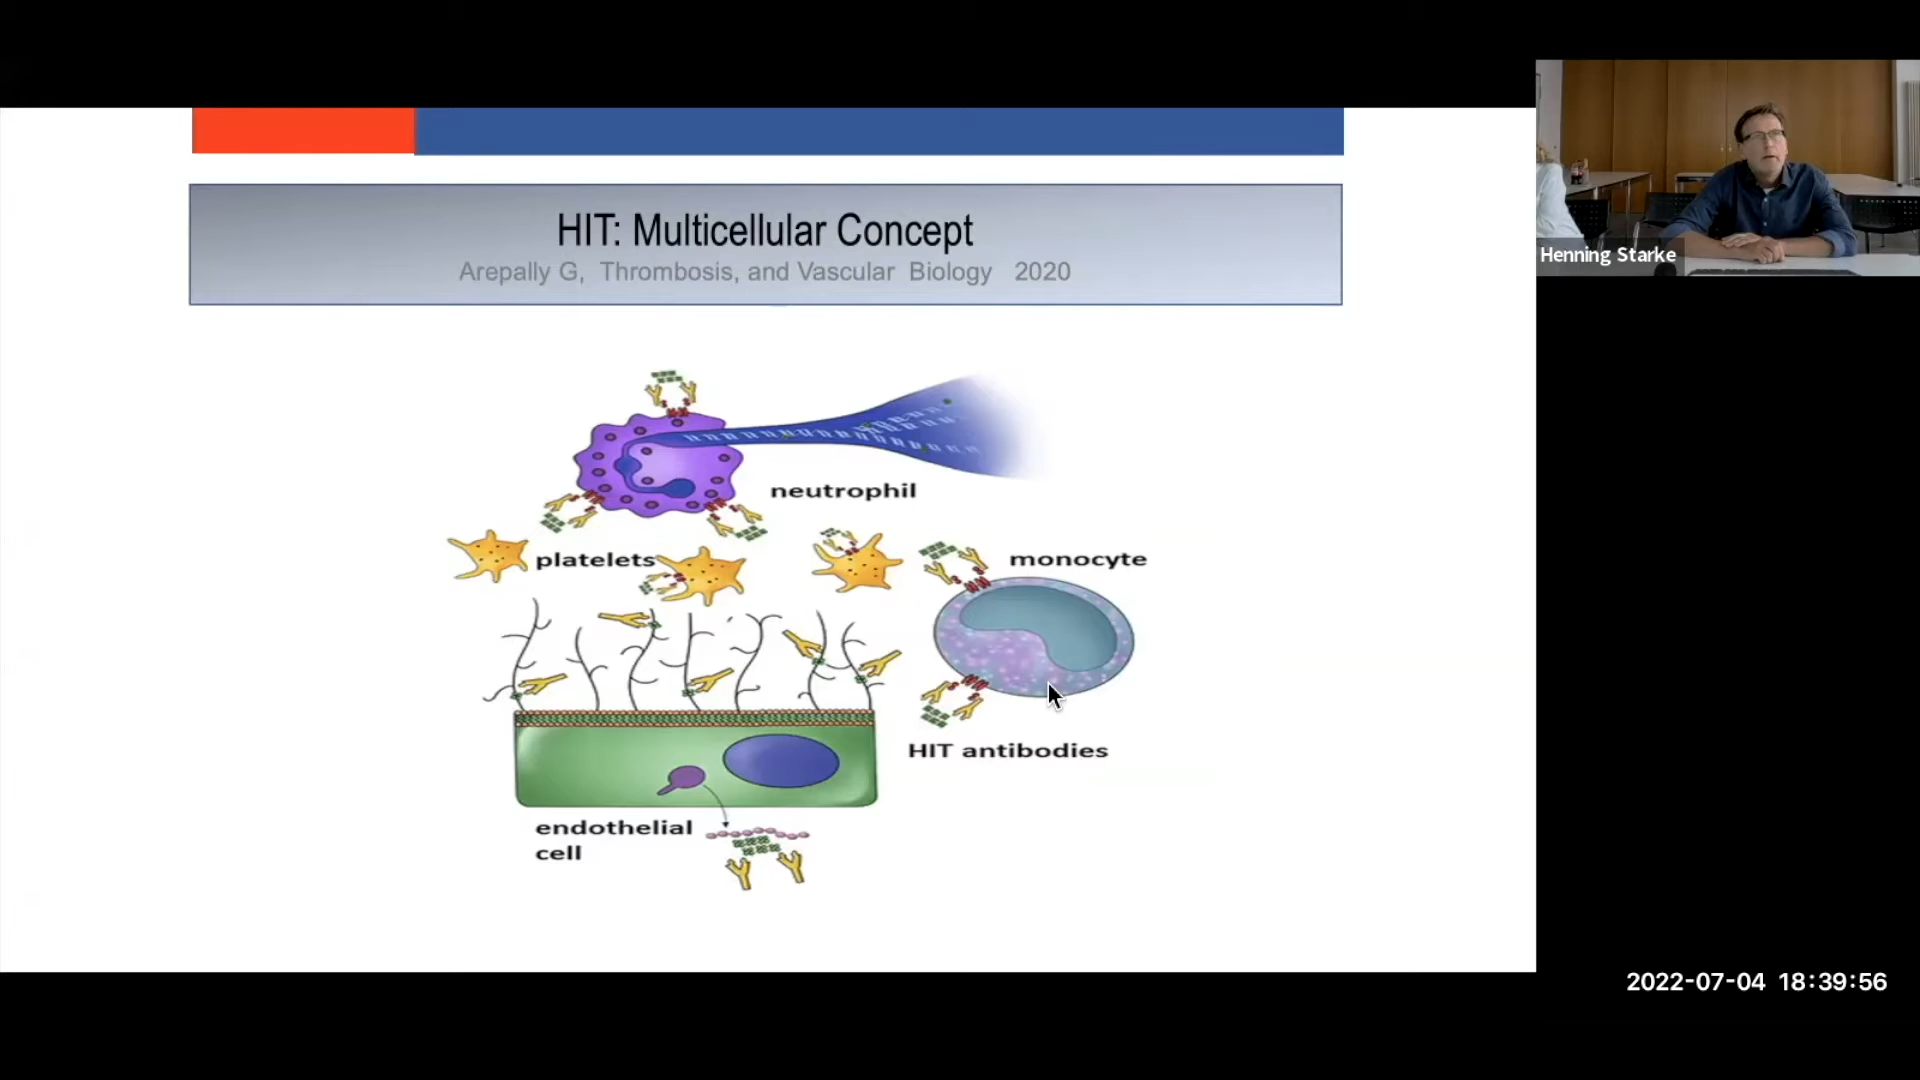 HIT: Multicellular Concept
Arepally G, Thrombosis, and Vascular Biology 2020
Henning Starke
neutrophil
platelets
monocyte
HIT antibodies
endothelial
cell
2022-07-04 18:39:56